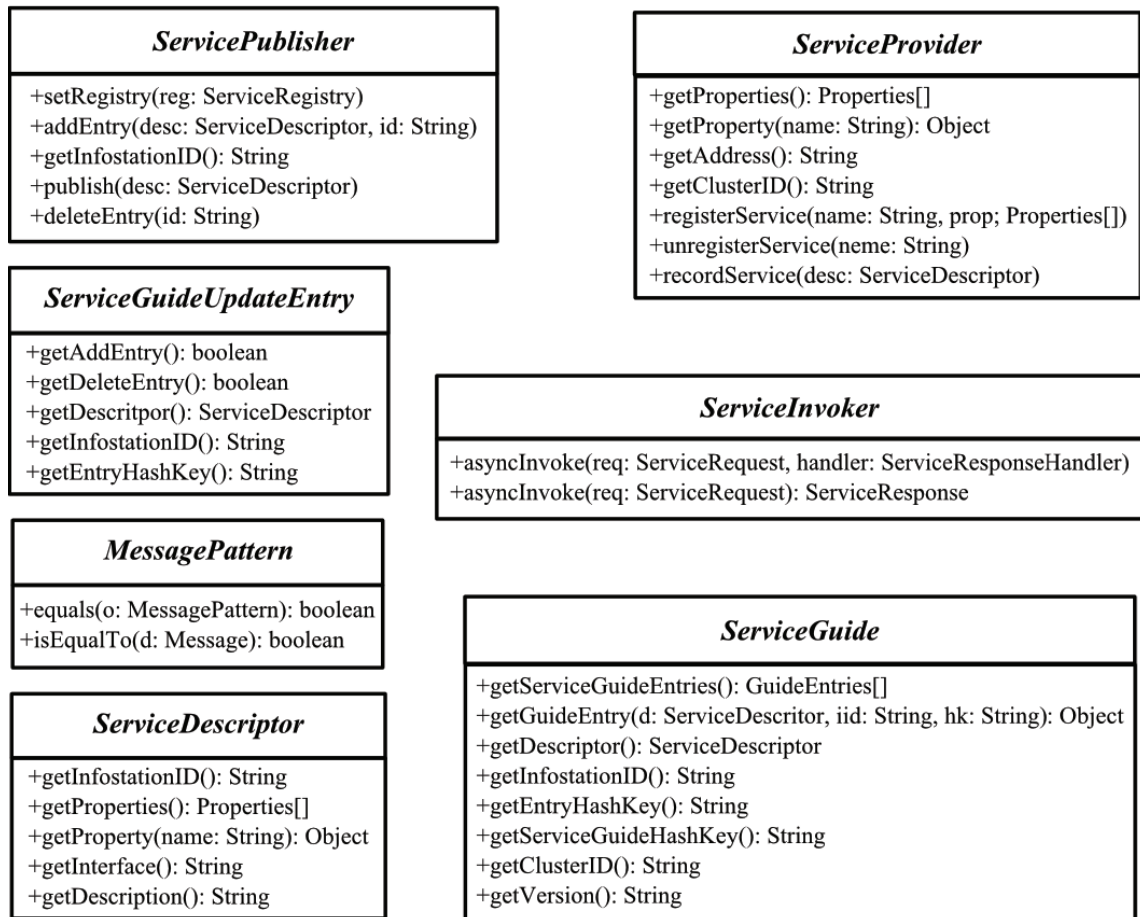 ServicePublisher
+setRegistry(reg: ServiceRegistry)
+addEntry(desc: ServiceDescriptor, id: String)
+getInfostationID(): String
+publish(desc: ServiceDescriptor)
+deleteEntry(id: String)
ServiceProvider
+getProperties(): Properties[]
+getProperty(name: String): Object
+getAddress(): String
+getClusterID(): String
+registerService(name: String, prop; Properties[])
+unregisterService(neme: String)
+recordService(desc: ServiceDescriptor)
ServiceGuideUpdateEntry
+getAddEntry(): boolean
+getDeleteEntry(): boolean
+getDescritpor(): ServiceDescriptor
+getInfostationID(): String
+getEntryHashKey(): String
ServiceInvoker
+asyncInvoke(req: ServiceRequest, handler: ServiceResponseHandler)
+asyncInvoke(req: ServiceRequest): ServiceResponse
MessagePattern
+equals(o: MessagePattern): boolean
+isEqualTo(d: Message): boolean
ServiceGuide
+getServiceGuideEntries(): GuideEntries[]
+getGuideEntry(d: ServiceDescritor, iid: String, hk: String): Object
+getDescriptor(): ServiceDescriptor
+getInfostationID(): String
+getEntryHashKey(): String
+getServiceGuideHashKey(): String
+getClusterID(): String
+getVersion(): String
ServiceDescriptor
+getInfostationID(): String
+getProperties(): Properties[]
+getProperty(name: String): Object
+getInterface(): String
+getDescription(): String